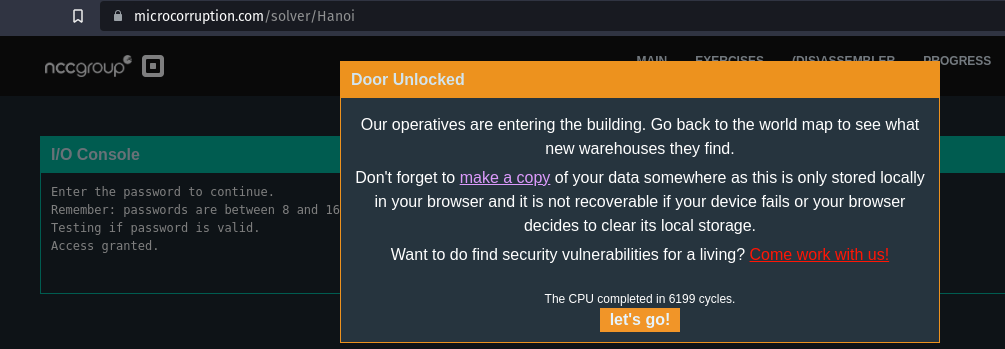 microcorruption.com/solver/Hanoi
nccgroup
MAIN EXERCISES (DIS)ASSEMBLER PROGRESS
Door Unlocked
Our operatives are entering the building. Go back to the world map to see what
new warehouses they find.
Don't forget to make a copy of your data somewhere as this is only stored locally
in your browser and it is not recoverable if your device fails or your browser
decides to clear its local storage.
Want to do find security vulnerabilities for a living? Come work with us!
The CPU completed in 6199 cycles.
let's go!
I/O Console
Enter the password to continue.
Remember: passwords are between 8 and 16
Testing if password is valid.
Access granted.